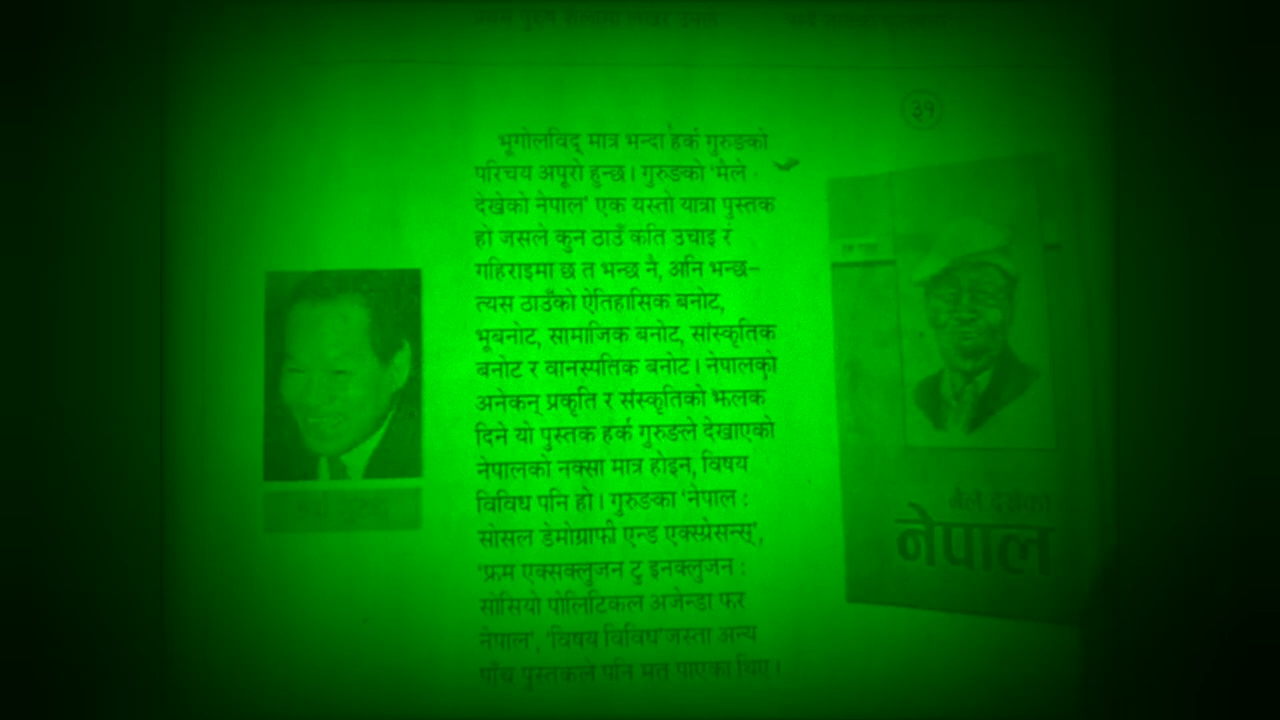 ३१
भूगोलविद् मात्र भन्दा हर्क गुरुङको
परिचय अपूरो हुन्छ। गुरुङको 'मैले
देखेको नेपाल' एक यस्तो यात्रा पुस्तक
हो जसले कुन ठाउँ कति उचाइ र
गहिराइमा छ त भन्छ नै, अनि भन्छ–
त्यस ठाउँको ऐतिहासिक बनोट,
भूबनोट, सामाजिक बनोट, सांस्कृतिक
बनोट र वानस्पतिक बनोट। नेपालको
अनेकन् प्रकृति र संस्कृतिको झलक
दिने यो पुस्तक हर्क गुरुङले देखाएको
नेपालको नक्सा मात्र होइन, विषय
विविध पनि हो। गुरुङका 'नेपाल :
सोसल डेमोग्राफी एन्ड एक्स्प्रेसन्स्',
'फ्रम एक्सक्लुजन टु इनक्लुजन :
सोसियो पोलिटिकल अजेन्डा फर
नेपाल', 'विषय विविध' जस्ता अन्य
पाँच पुस्तकले पनि मत पाएका थिए।
मैले देखेको
नेपाल